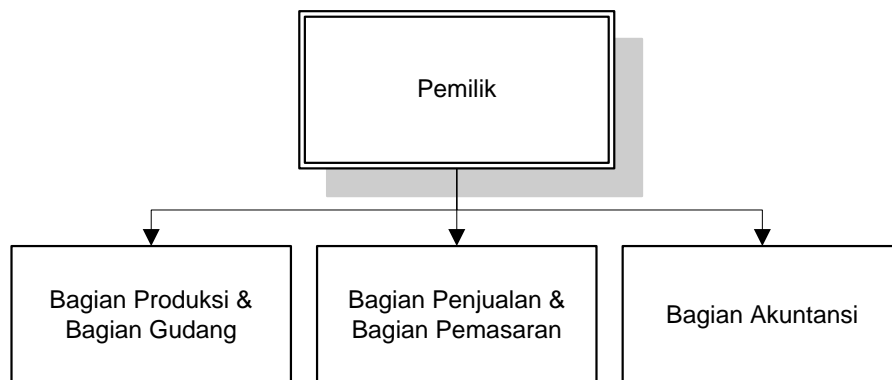 Pemilik
Bagian Produksi &
Bagian Gudang
Bagian Penjualan &
Bagian Pemasaran
Bagian Akuntansi